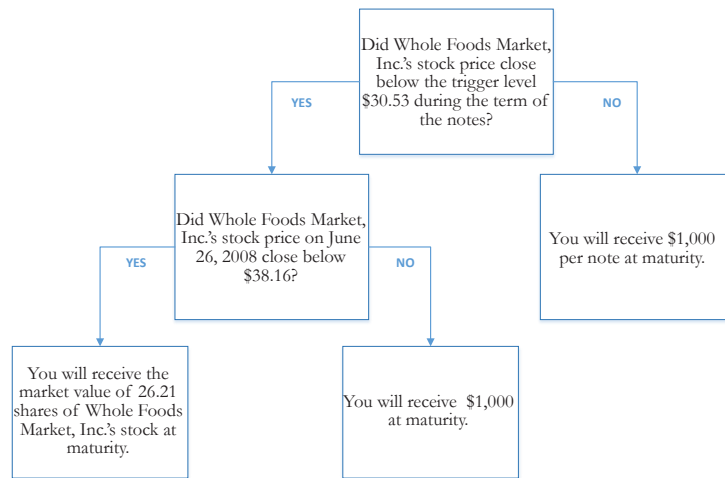 Did Whole Foods Market,
Inc.'s stock price close
below the trigger level
$30.53 during the term of
the notes?
YES
NO
Did Whole Foods Market,
Inc.'s stock price on June
26, 2008 close below
$38.16?
You will receive $1,000
per note at maturity.
YES
NO
You will receive the
market value of 26.21
shares of Whole Foods
Market, Inc.'s stock at
maturity.
You will receive $1,000
at maturity.